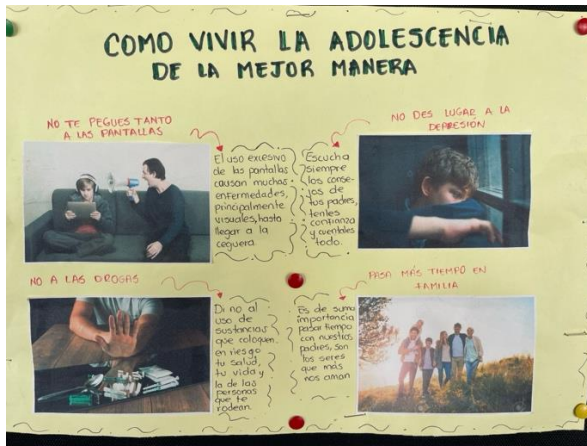 COMO VIVIR LA ADOLESCENCIA
DE LA MEJOR MANERA
NO TE PEGUES TANTO
A LAS PANTALLAS
El uso excesivo
de las pantallas
causan muchas
enfermedades,
principalmente
visuales, hasta
llegar a la
ceguera.
NO DES LUGAR A LA
DEPRESIÓN
Escucha
siempre
los conse-
jos de
tus padres,
tenles
confianza
y cuentales
todo.
NO A LAS DROGAS
Di no al
uso de
sustancias
que coloquen
en riesgo
tu salud,
tu vida y
la de las
personas
que te
rodean.
PASA MÁS TIEMPO EN
FAMILIA
Es de suma
importancia
pasar tiempo
con nuestros
padres, son
los seres
que más
nos aman